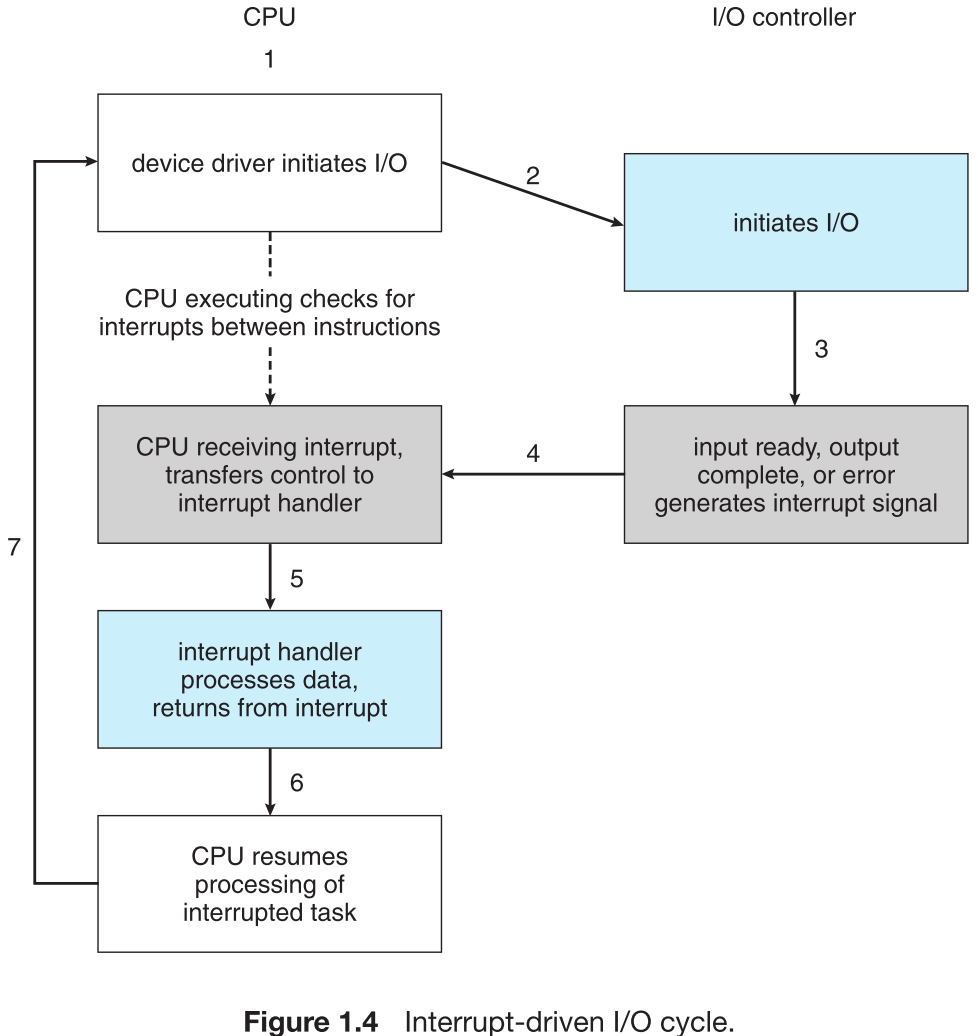 CPU
I/O controller
1
device driver initiates I/O
2
initiates I/O
CPU executing checks for
interrupts between instructions
3
CPU receiving interrupt,
transfers control to
interrupt handler
4
input ready, output
complete, or error
generates interrupt signal
7
5
interrupt handler
processes data,
returns from interrupt
6
CPU resumes
processing of
interrupted task
Figure 1.4 Interrupt-driven I/O cycle.